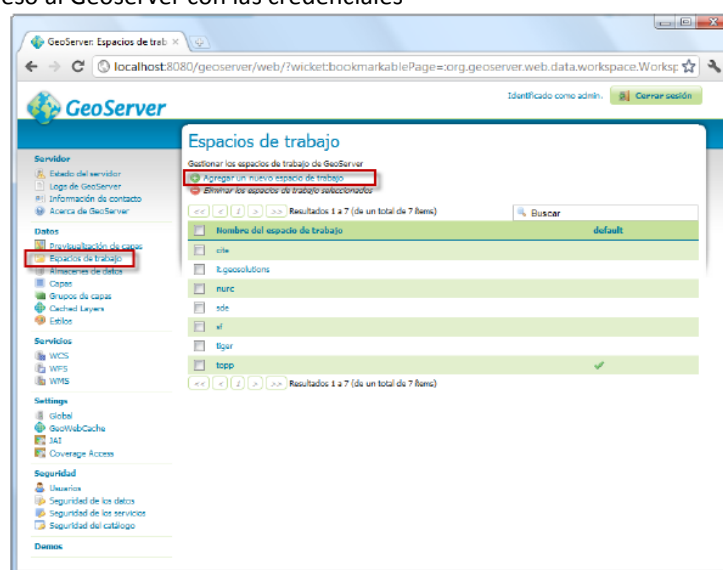 eso al GeoServer con las credenciales
GeoServer: Espacios de trab
localhost:8080/geoserver/web/?wicket:bookmarkablePage=:org.geoserver.web.data.workspace.Worksp
GeoServer
Identificado como admin.
Cerrar sesión
Espacios de trabajo
Gestionar los espacios de trabajo de GeoServer
Agregar un nuevo espacio de trabajo
Eliminar los espacios de trabajo seleccionados
<< < 1 > >> Resultados 1 a 7 (de un total de 7 ítems)
Buscar
Nombre del espacio de trabajo default
cite
it.geosolutions
nurc
sde
sf
tiger
topp
<< < 1 > >> Resultados 1 a 7 (de un total de 7 ítems)
Servidor
Estado del servidor
Logs de GeoServer
Información de contacto
Acerca de GeoServer
Datos
Previsualización de capas
Espacios de trabajo
Almacenes de datos
Capas
Grupos de capas
Cached Layers
Estilos
Servicios
WCS
WFS
WMS
Settings
Global
GeoWebCache
JAI
Coverage Access
Seguridad
Usuarios
Seguridad de los datos
Seguridad de los servicios
Seguridad del catálogo
Demos